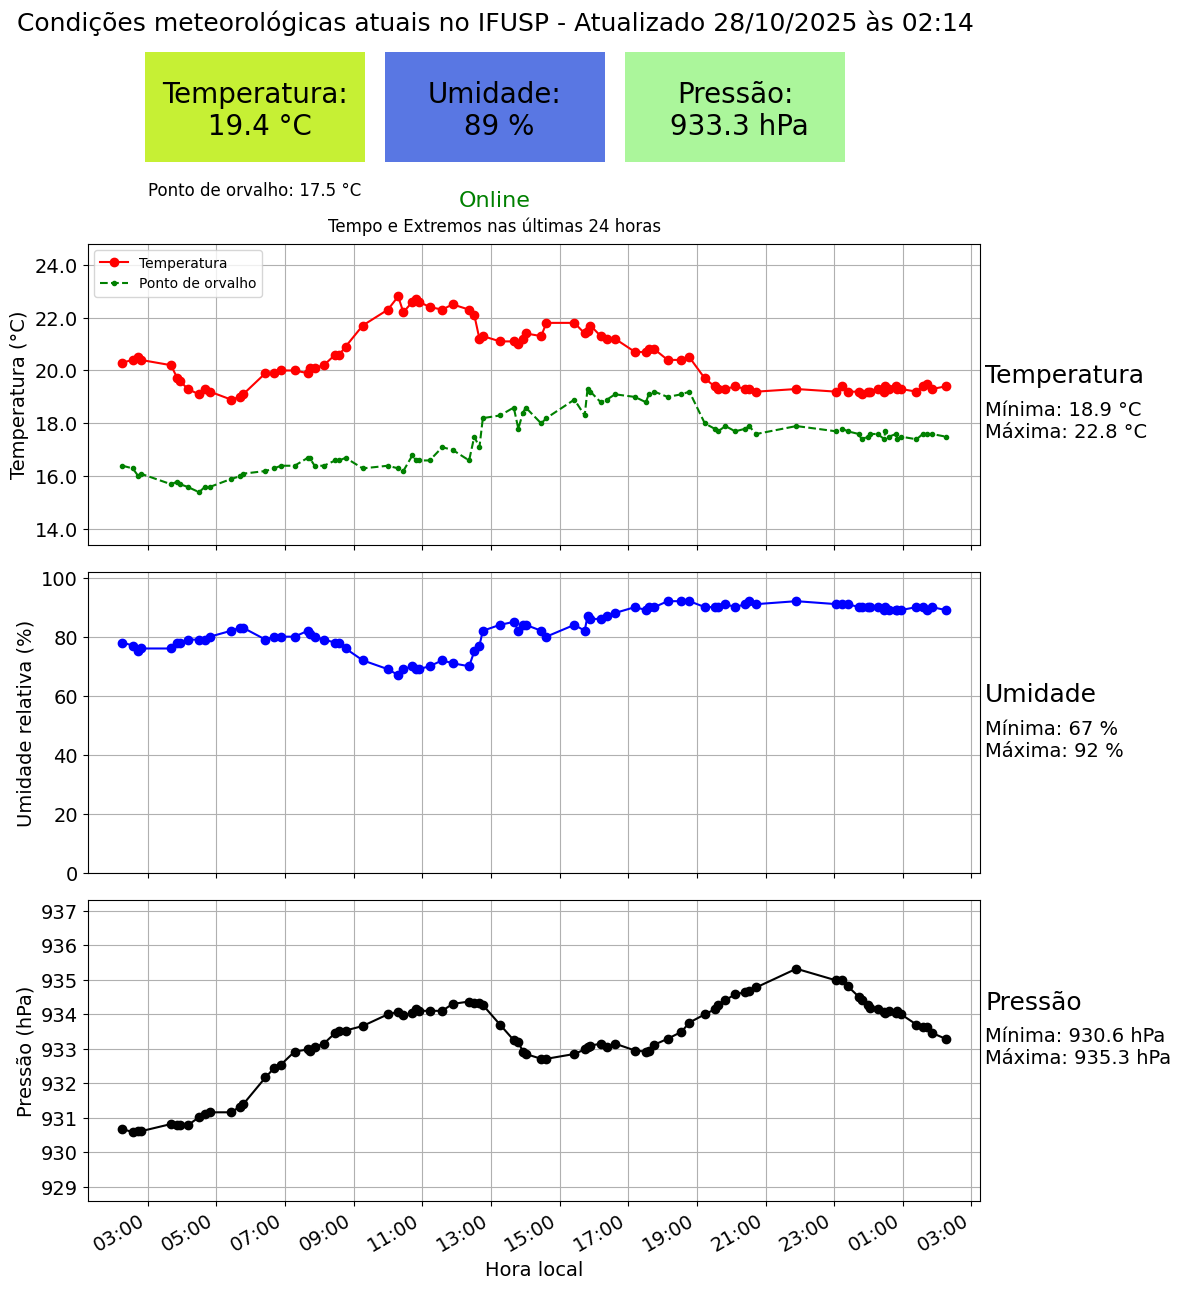 Condições meteorológicas atuais no IFUSP - Atualizado 28/10/2025 às 02:14
Temperatura:
19.4 °C
Umidade:
89 %
Pressão:
933.3 hPa
Ponto de orvalho: 17.5 °C
Online
Tempo e Extremos nas últimas 24 horas
Temperatura
Ponto de orvalho
Temperatura (°C)
24.0
22.0
20.0
18.0
16.0
14.0
Temperatura
Mínima: 18.9 °C
Máxima: 22.8 °C
Umidade relativa (%)
100
80
60
40
20
0
Umidade
Mínima: 67 %
Máxima: 92 %
Pressão (hPa)
937
936
935
934
933
932
931
930
929
Pressão
Mínima: 930.6 hPa
Máxima: 935.3 hPa
03:00 05:00 07:00 09:00 11:00 13:00 15:00 17:00 19:00 21:00 23:00 01:00 03:00
Hora local